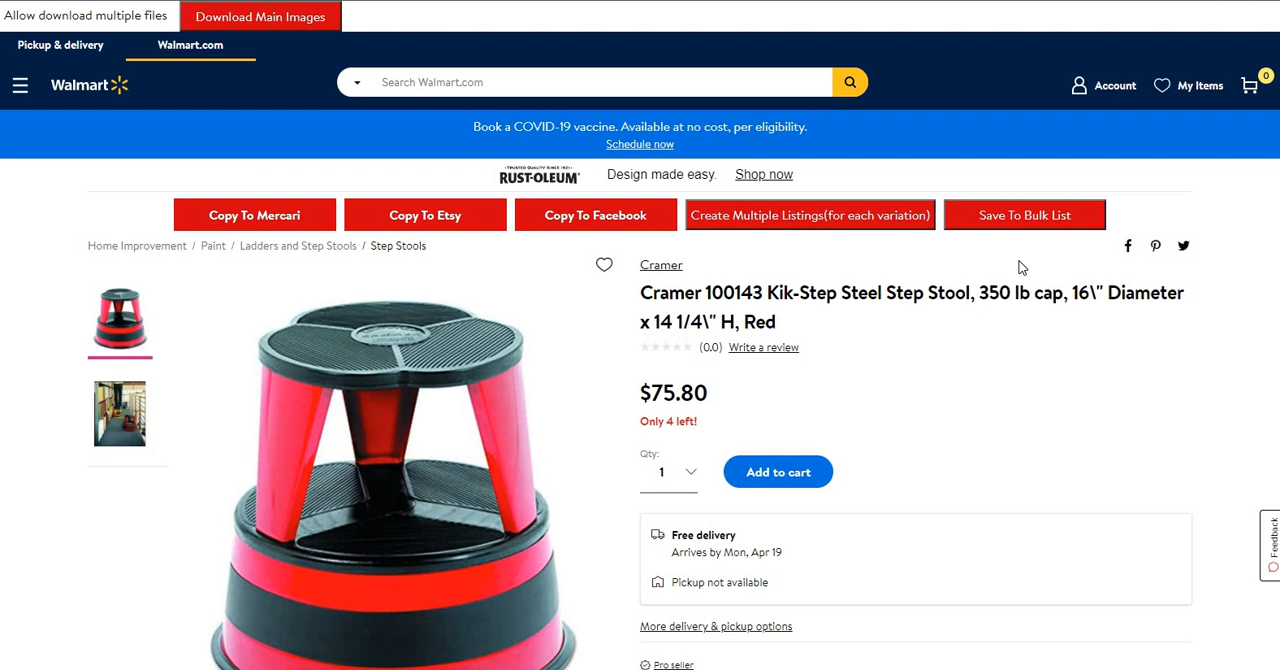 Allow download multiple files
Download Main Images
Pickup & delivery
Walmart.com
Walmart
Search Walmart.com
Account
My Items
0
Book a COVID-19 vaccine. Available at no cost, per eligibility.
Schedule now
TRUSTED QUALITY SINCE 1921
RUST-OLEUM
Design made easy.
Shop now
Copy To Mercari
Copy To Etsy
Copy To Facebook
Create Multiple Listings(for each variation)
Save To Bulk List
Home Improvement / Paint / Ladders and Step Stools / Step Stools
Cramer
Cramer 100143 Kik-Step Steel Step Stool, 350 lb cap, 16\" Diameter
x 14 1/4\" H, Red
(0.0) Write a review
$75.80
Only 4 left!
Qty:
1
Add to cart
Free delivery
Arrives by Mon, Apr 19
Pickup not available
More delivery & pickup options
Pro seller
Feedback